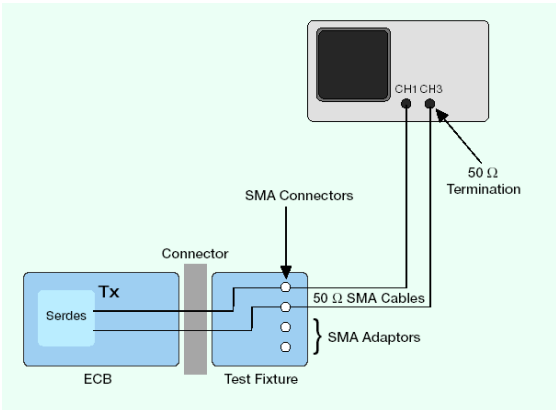 CH1 CH3
50 Ω
Termination
SMA Connectors
Connector
Tx
Serdes
50 Ω SMA Cables
SMA Adaptors
ECB
Test Fixture